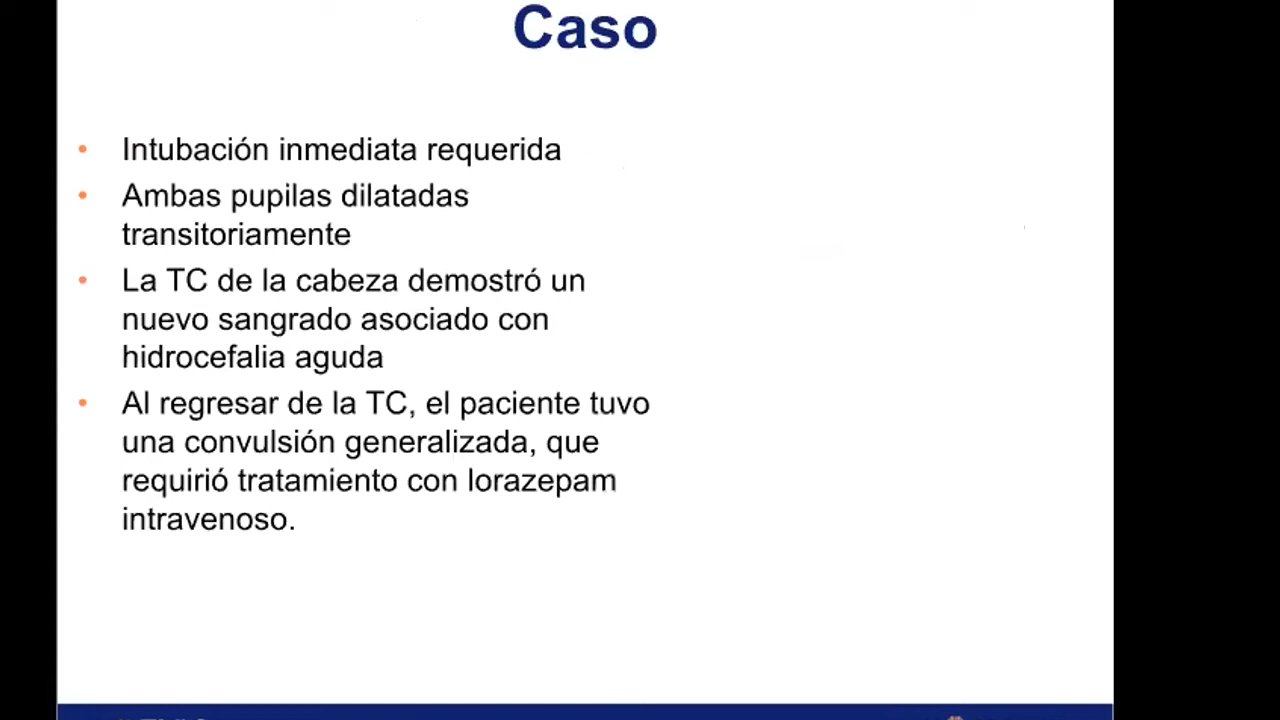 Caso
• Intubación inmediata requerida
• Ambas pupilas dilatadas
transitoriamente
• La TC de la cabeza demostró un
nuevo sangrado asociado con
hidrocefalia aguda
• Al regresar de la TC, el paciente tuvo
una convulsión generalizada, que
requirió tratamiento con lorazepam
intravenoso.